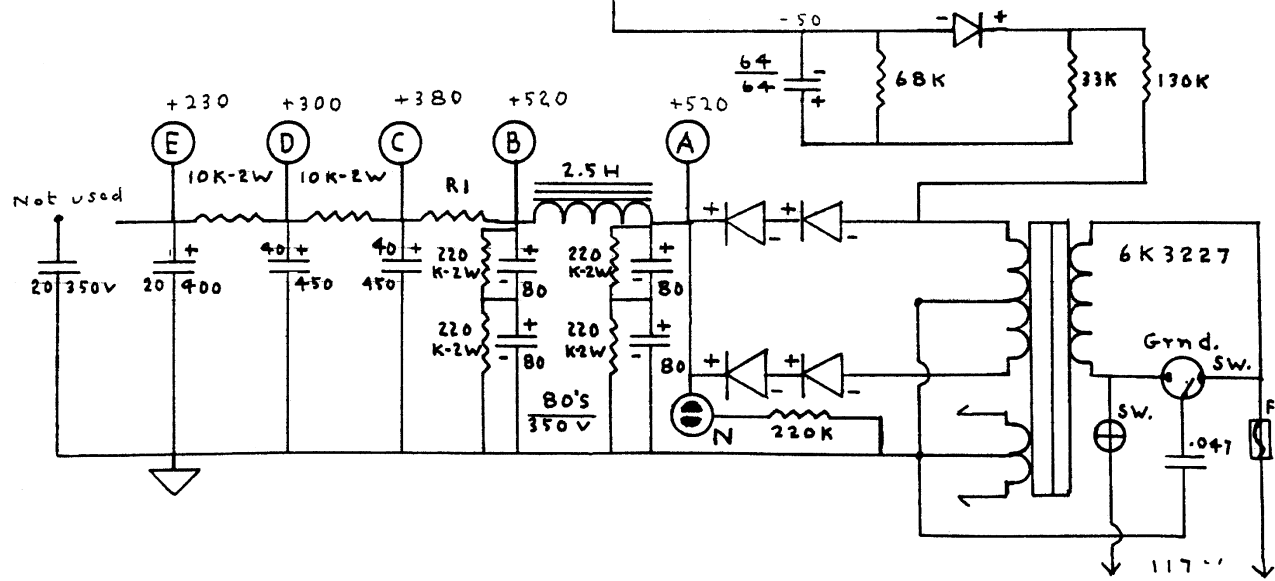 -50
- +
64
64
-
+
68K
33K
130K
+230
+300
+380
+520
+520
E
D
C
B
A
10K-2W
10K-2W
R1
2.5H
Not used
+ + - -
20 350V
+
20 400
40 +
450
40 +
450
220
K-2W
+
-
80
220
K-2W
+
-
80
220
K-2W
+
-
80
220
K-2W
+
-
80
80'S
350V
+ + - -
N
220K
6K3227
Grnd.
SW.
SW.
F
.047
117